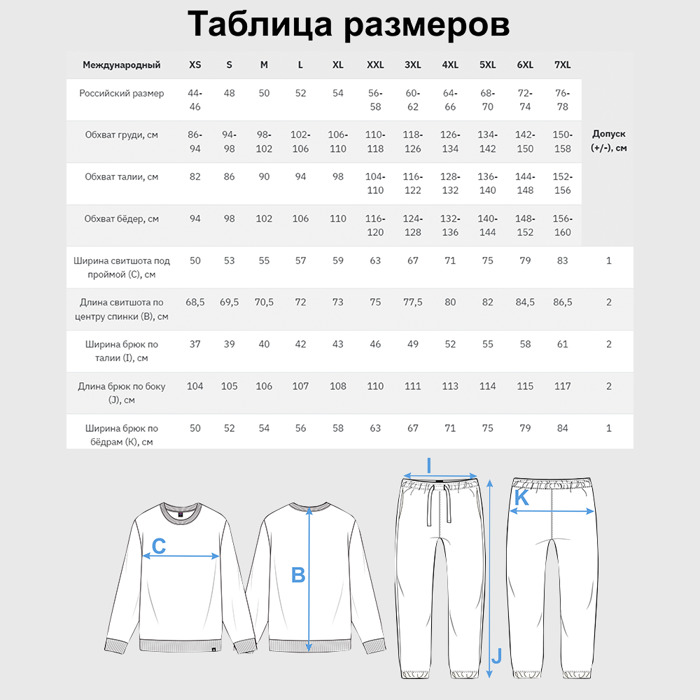 Таблица размеров
Международный XS S M L XL XXL 3XL 4XL 5XL 6XL 7XL
Российский размер 44-46 48 50 52 54 56-58 60-62 64-66 68-70 72-74 76-78
Обхват груди, см 86-94 94-98 98-102 102-106 106-110 110-118 118-126 126-134 134-142 142-150 150-158
Допуск (+/-), см
Обхват талии, см 82 86 90 94 98 104-110 116-122 128-132 136-140 144-148 152-156
Обхват бёдер, см 94 98 102 106 110 116-120 124-128 132-136 140-144 148-152 156-160
Ширина свитшота под проймой (C), см 50 53 55 57 59 63 67 71 75 79 83 1
Длина свитшота по центру спинки (B), см 68,5 69,5 70,5 72 73 75 77,5 80 82 84,5 86,5 2
Ширина брюк по талии (I), см 37 39 40 42 43 46 49 52 55 58 61 2
Длина брюк по боку (J), см 104 105 106 107 108 110 111 113 114 115 117 2
Ширина брюк по бёдрам (K), см 50 52 54 56 58 63 67 71 75 79 84 1
C
B
I
J
K